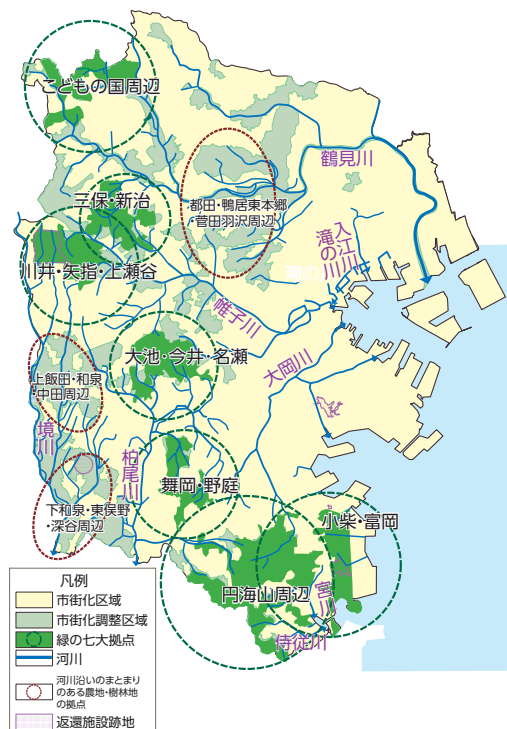 こどもの国周辺
鶴見川
三保・新治
都田・鴨居東本郷
・菅田羽沢周辺
入江川
滝の川
川井・矢指・上瀬谷
帷子川
大池・今井・名瀬
大岡川
上飯田・和泉・
中田周辺
境川
柏尾川
舞岡・野庭
下和泉・東俣野
・深谷周辺
小柴・富岡
円海山周辺
宮川
侍従川
凡例
市街化区域
市街化調整区域
緑の七大拠点
河川
河川沿いのまとまり
のある農地・樹林地
の拠点
返還施設跡地